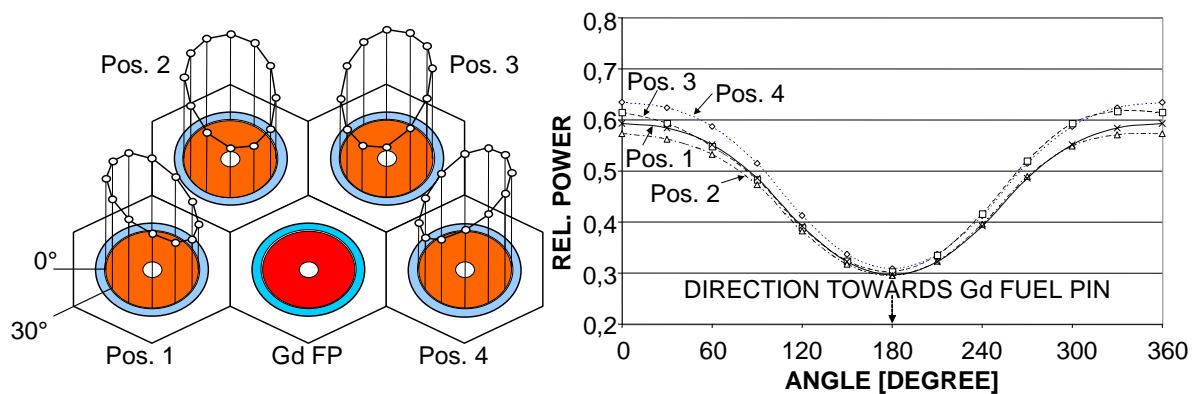 Pos. 2
Pos. 3
0°
30°
Pos. 1
Gd FP
Pos. 4
REL. POWER
0,8
0,7
0,6
0,5
0,4
0,3
0,2
Pos. 3
Pos. 4
Pos. 1
Pos. 2
DIRECTION TOWARDS Gd FUEL PIN
0 60 120 180 240 300 360
ANGLE [DEGREE]